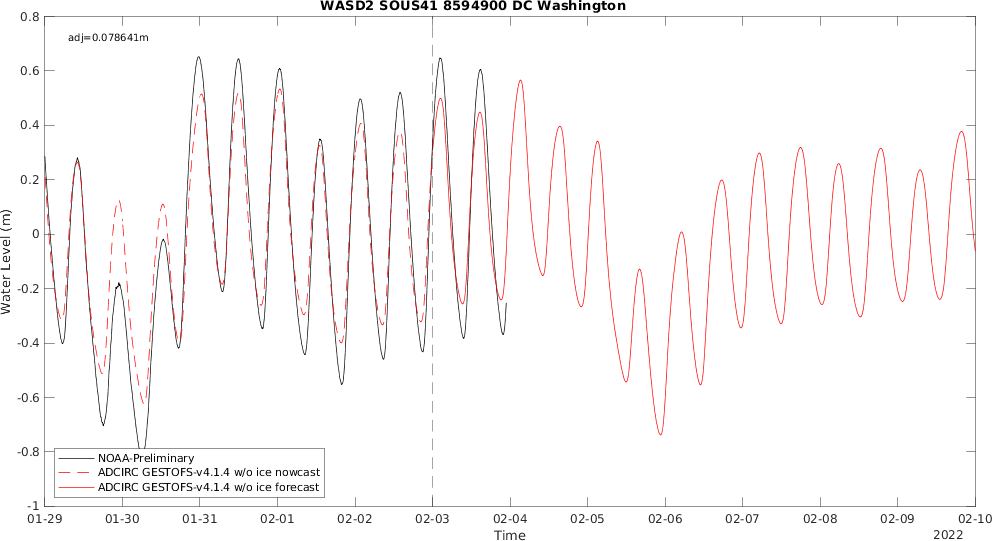 WASD2 SOUS41 8594900 DC Washington
adj=0.078641m
0.8
0.6
0.4
0.2
0
-0.2
-0.4
-0.6
-0.8
-1
Water Level (m)
NOAA-Preliminary
ADCIRC GESTOFS-v4.1.4 w/o ice nowcast
ADCIRC GESTOFS-v4.1.4 w/o ice forecast
01-29 01-30 01-31 02-01 02-02 02-03 02-04 02-05 02-06 02-07 02-08 02-09 02-10
Time
2022